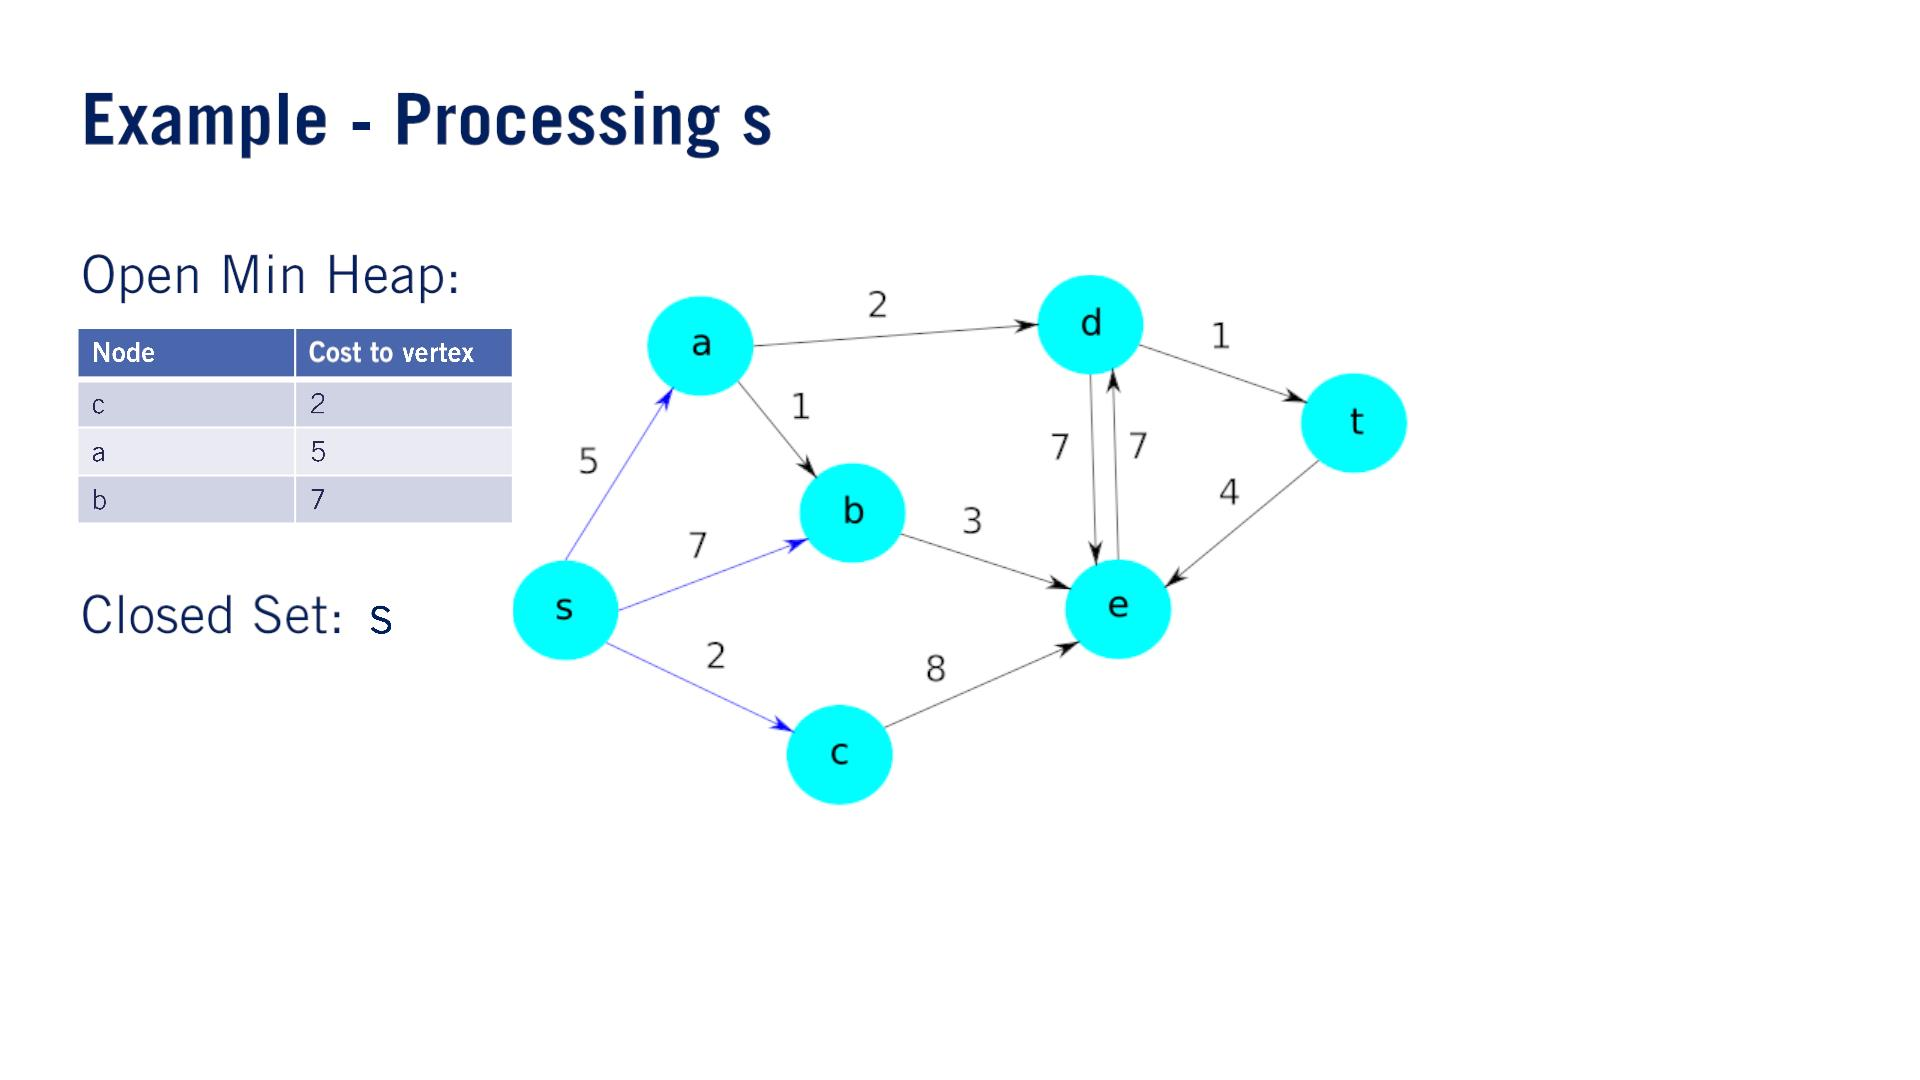 Example - Processing s
Open Min Heap:
Node Cost to vertex
c 2
a 5
b 7
Closed Set: s
a
2
d
1
t
1
5
7
7
4
b
3
7
s
e
2
8
c